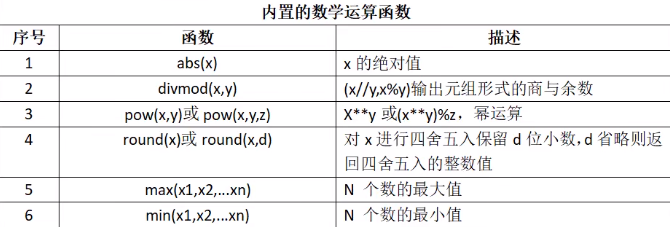 内置的数学运算函数
序号 函数 描述
1 abs(x) x 的绝对值
2 divmod(x,y) (x//y,x%y)输出元组形式的商与余数
3 pow(x,y)或 pow(x,y,z) X**y 或(x**y)%z，幂运算
4 round(x)或 round(x,d) 对 x 进行四舍五入保留 d 位小数，d 省略则返
回四舍五入的整数值
5 max(x1,x2,...xn) N 个数的最大值
6 min(x1,x2,...xn) N 个数的最小值